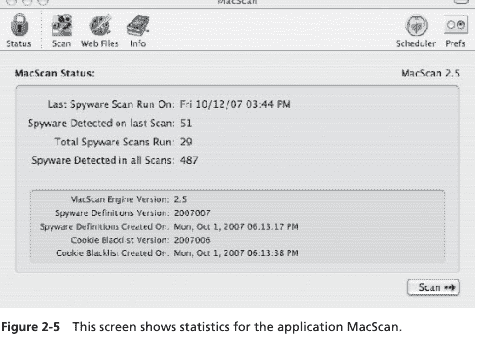 MacScan
Status Scan Web Files Info Scheduler Prefs
MacScan Status: MacScan 2.5
Last Spyware Scan Run On: Fri 10/12/07 03:44 PM
Spyware Detected on last Scan: 51
Total Spyware Scans Run: 29
Spyware Detected in all Scans: 487
MacScan Engine Version: 2.5
Spyware Definitions Version: 2007007
Spyware Definitions Created On: Mon, Oct 1, 2007 06.13.17 PM
Cookie Blacklist Version: 2007006
Cookie Blacklist Created On: Mon, Oct 1, 2007 06:13:38 PM
Scan
Figure 2-5 This screen shows statistics for the application MacScan.